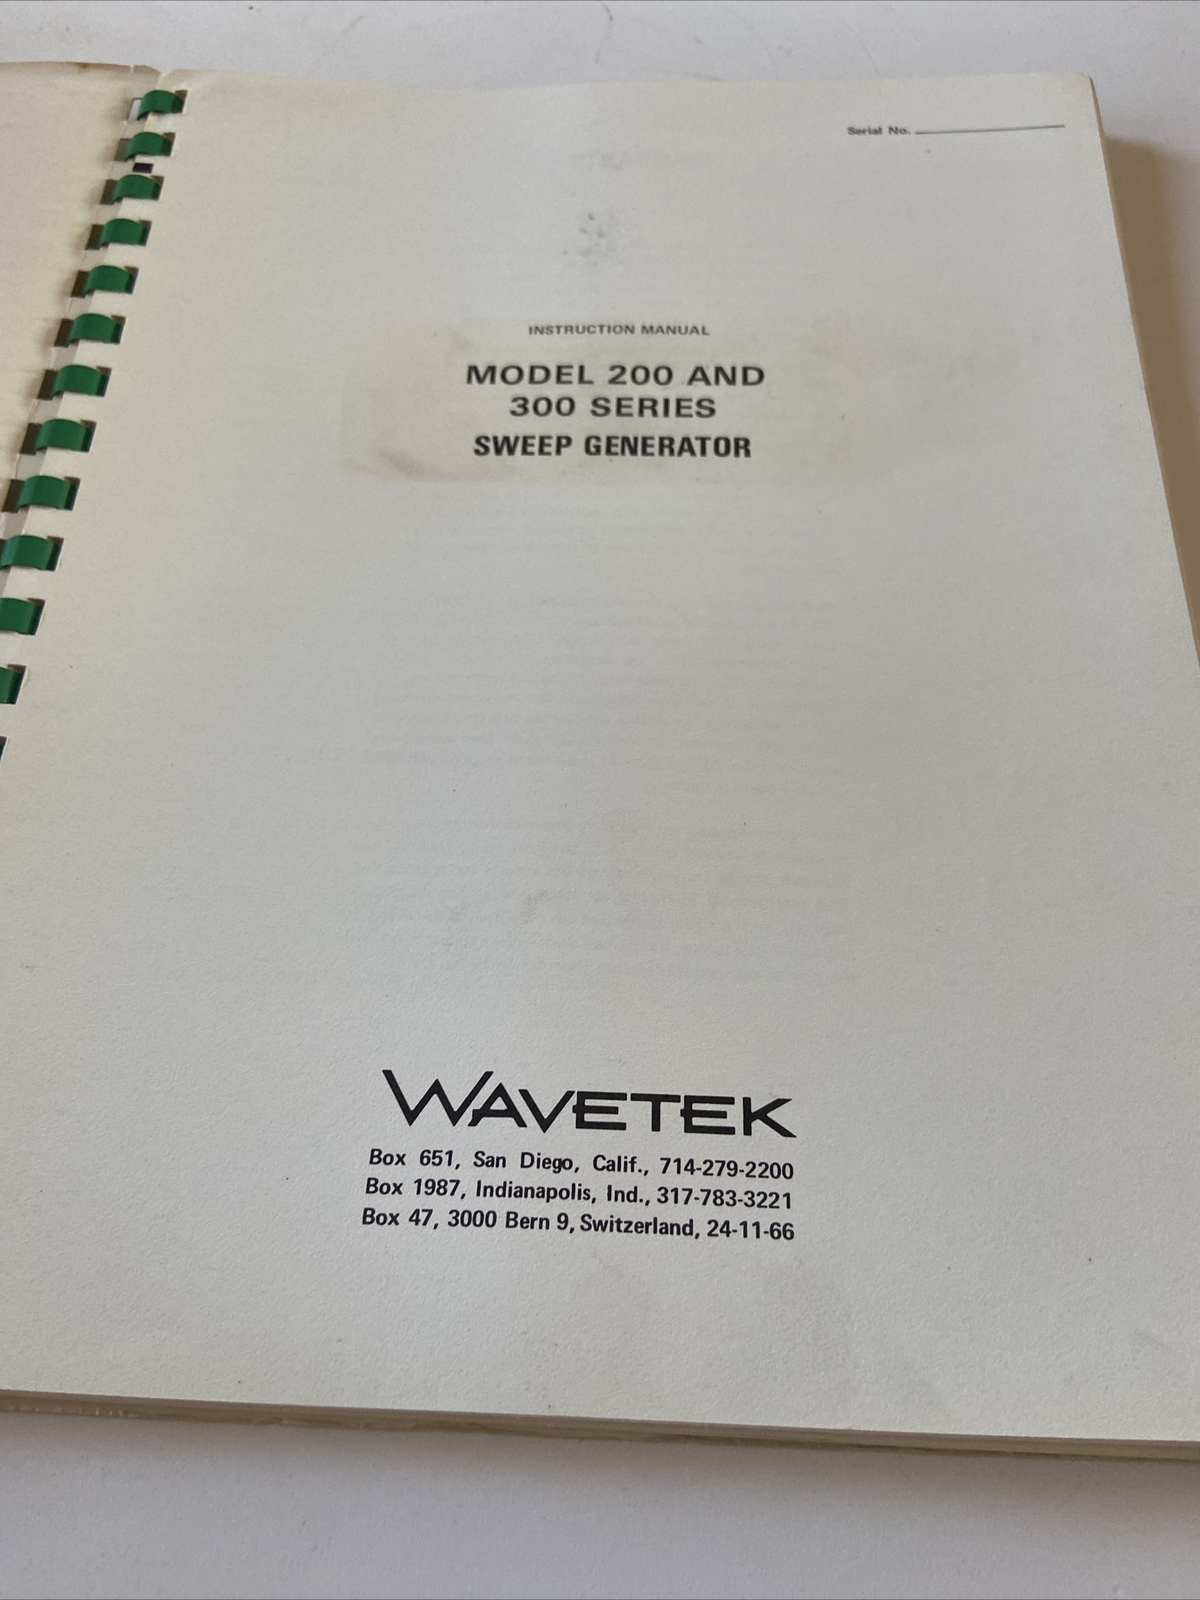 Serial No.
INSTRUCTION MANUAL
MODEL 200 AND
300 SERIES
SWEEP GENERATOR
WAVETEK
Box 651, San Diego, Calif., 714-279-2200
Box 1987, Indianapolis, Ind., 317-783-3221
Box 47, 3000 Bern 9, Switzerland, 24-11-66